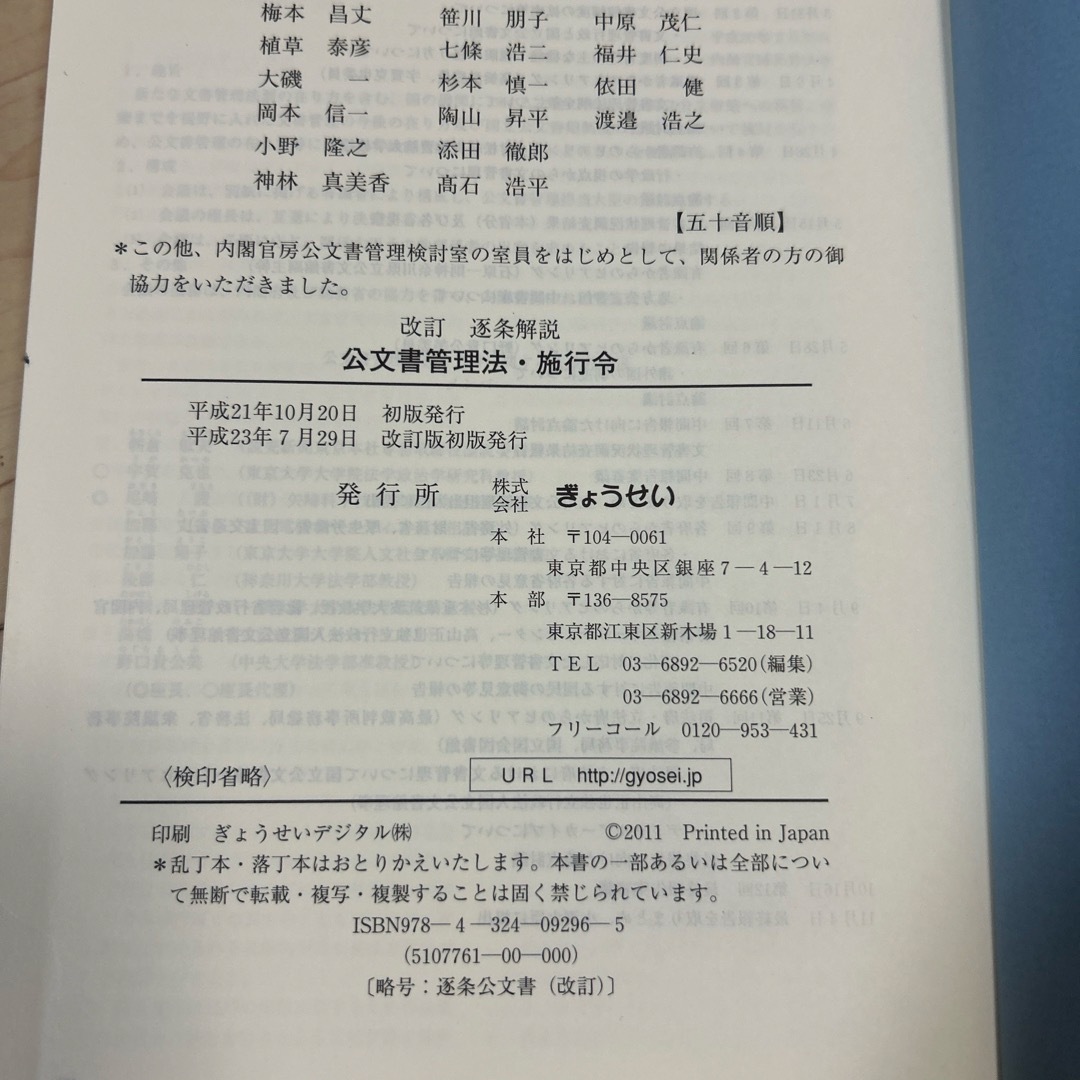 梅本　昌丈　　笹川　朋子　　中原　茂仁
植草　泰彦　　七條　浩二　　福井　仁史
大磯　　一　　杉本　慎一　　依田　　健
岡本　信一　　陶山　昇平　　渡邉　浩之
小野　隆之　　添田　徹郎
神林　真美香　　髙石　浩平
【五十音順】
＊この他、内閣官房公文書管理検討室の室員をはじめとして、関係者の方の御
協力をいただきました。
改訂　逐条解説
公文書管理法・施行令
平成21年10月20日　初版発行
平成23年７月29日　改訂版初版発行
発行所　株式会社　ぎょうせい
本　社　〒104―0061
東京都中央区銀座７―４―12
本　部　〒136―8575
東京都江東区新木場１―18―11
ＴＥＬ　03―6892―6520(編集)
03―6892―6666(営業)
フリーコール　0120―953―431
〈検印省略〉　ＵＲＬ　http://gyosei.jp
印刷　ぎょうせいデジタル㈱　©2011　Printed in Japan
＊乱丁本・落丁本はおとりかえいたします。本書の一部あるいは全部につい
て無断で転載・複写・複製することは固く禁じられています。
ISBN978―４―324―09296―５
(5107761―00―000)
〔略号：逐条公文書（改訂）〕